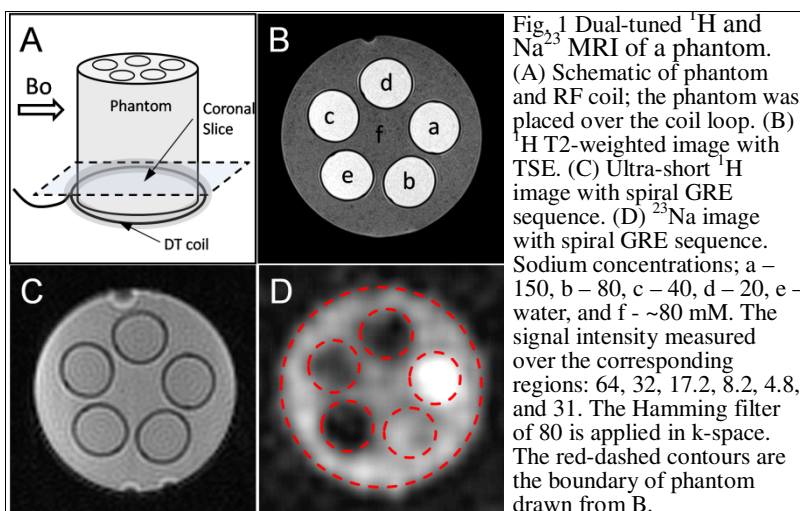 A
Bo
Phantom
Coronal
Slice
DT coil
B
d
c
a
f
e
b
C
D
Fig. 1 Dual-tuned ¹H and
Na²³ MRI of a phantom.
(A) Schematic of phantom
and RF coil; the phantom was
placed over the coil loop. (B)
¹H T2-weighted image with
TSE. (C) Ultra-short ¹H
image with spiral GRE
sequence. (D) ²³Na image
with spiral GRE sequence.
Sodium concentrations; a –
150, b – 80, c – 40, d – 20, e –
water, and f - ~80 mM. The
signal intensity measured
over the corresponding
regions: 64, 32, 17.2, 8.2, 4.8,
and 31. The Hamming filter
of 80 is applied in k-space.
The red-dashed contours are
the boundary of phantom
drawn from B.